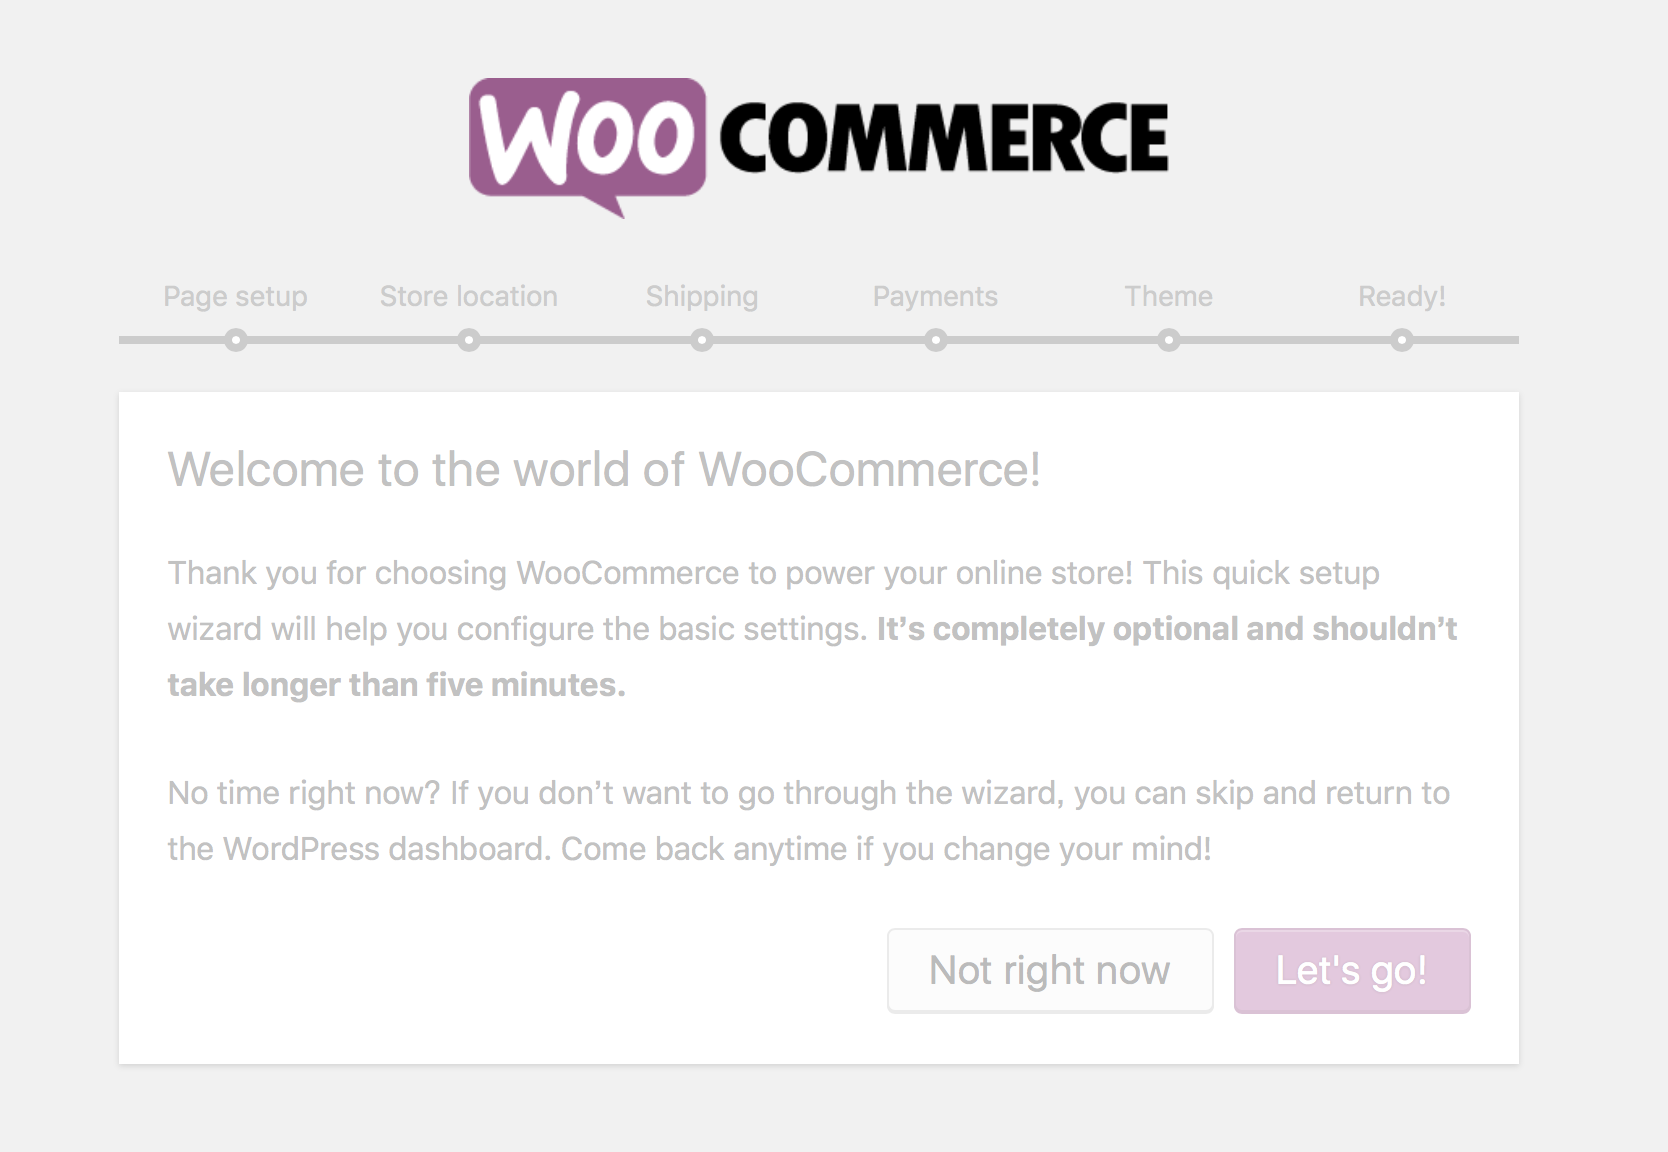 WOO COMMERCE
Page setup Store location Shipping Payments Theme Ready!
Welcome to the world of WooCommerce!
Thank you for choosing WooCommerce to power your online store! This quick setup
wizard will help you configure the basic settings. It’s completely optional and shouldn’t
take longer than five minutes.
No time right now? If you don’t want to go through the wizard, you can skip and return to
the WordPress dashboard. Come back anytime if you change your mind!
Not right now Let's go!